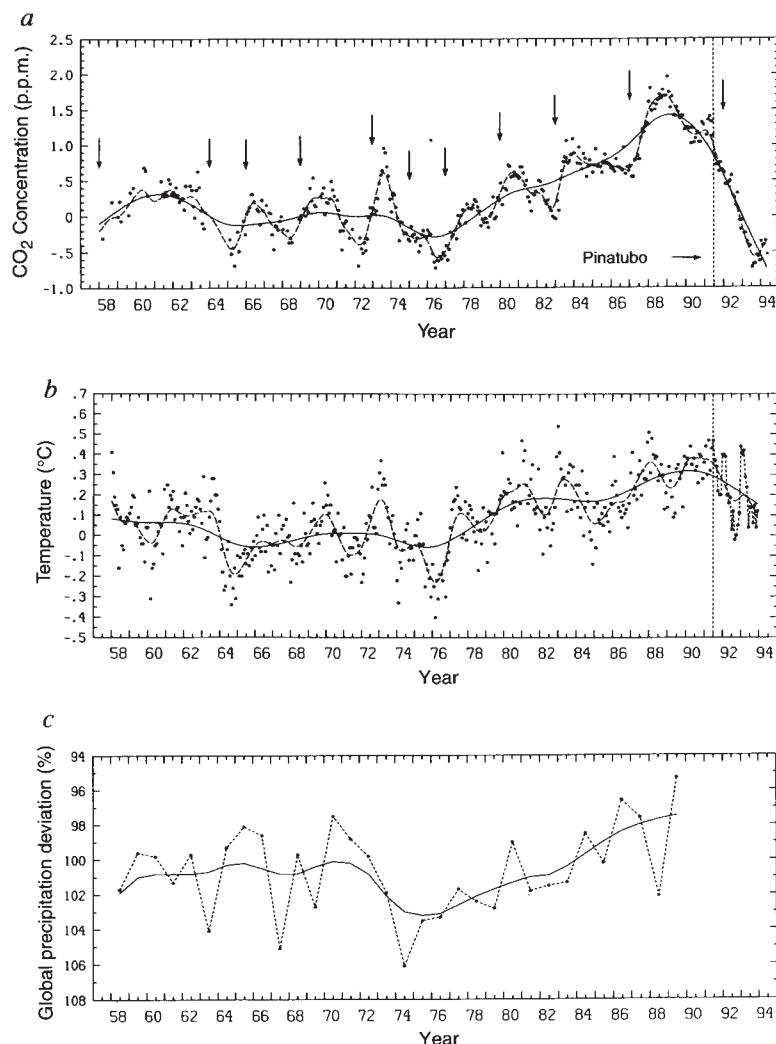 a
CO2 Concentration (p.p.m.)
2.5
2.0
1.5
1.0
.5
0
-.5
-1.0
Pinatubo
58 60 62 64 66 68 70 72 74 76 78 80 82 84 86 88 90 92 94
Year
b
Temperature (°C)
.7
.6
.5
.4
.3
.2
.1
0
-.1
-.2
-.3
-.4
-.5
58 60 62 64 66 68 70 72 74 76 78 80 82 84 86 88 90 92 94
Year
c
Global precipitation deviation (%)
94
96
98
100
102
104
106
108
58 60 62 64 66 68 70 72 74 76 78 80 82 84 86 88 90 92 94
Year